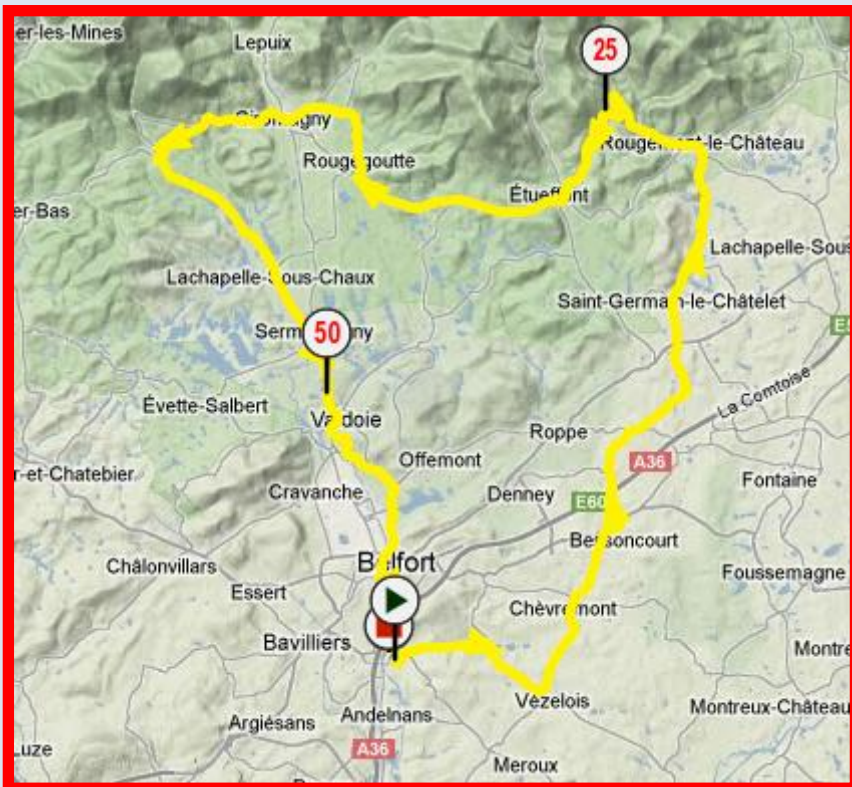 er-les-Mines
Lepuix
25
Giromagny
Rougemont-le-Château
Rougegoutte
Étueffont
er-Bas
Lachapelle-Sous
Lachapelle-Sous-Chaux
Saint-Germain-le-Châtelet
50
La Comtoise
Évette-Salbert
Valdoie
Roppe
Offemont
A36
r-et-Chatebier
Cravanche
Denney
Fontaine
E60
Bessoncourt
Châlonvillars
Belfort
Foussemagne
Essert
Chèvremont
Bavilliers
Montre
Vézelois
Montreux-Château
Andelnans
Argiésans
Luze
A36
Meroux